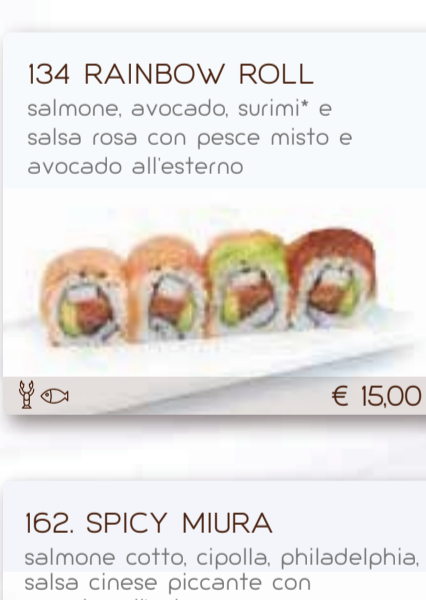 134 RAINBOW ROLL
salmone, avocado, surimi* e
salsa rosa con pesce misto e
avocado all'esterno
€ 15,00
162. SPICY MIURA
salmone cotto, cipolla, philadelphia,
salsa cinese piccante con